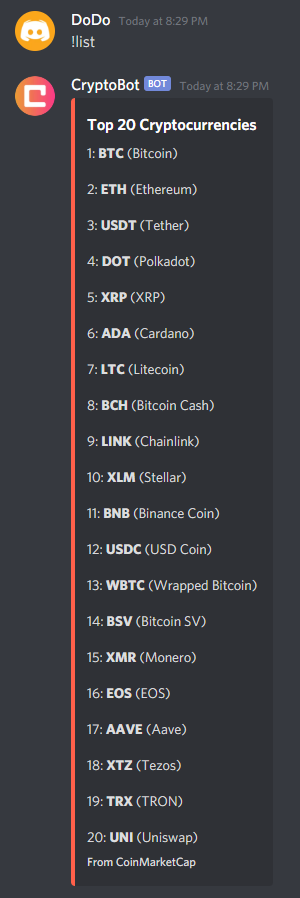 DoDo Today at 8:29 PM
!list
CryptoBot BOT Today at 8:29 PM
Top 20 Cryptocurrencies
1: BTC (Bitcoin)
2: ETH (Ethereum)
3: USDT (Tether)
4: DOT (Polkadot)
5: XRP (XRP)
6: ADA (Cardano)
7: LTC (Litecoin)
8: BCH (Bitcoin Cash)
9: LINK (Chainlink)
10: XLM (Stellar)
11: BNB (Binance Coin)
12: USDC (USD Coin)
13: WBTC (Wrapped Bitcoin)
14: BSV (Bitcoin SV)
15: XMR (Monero)
16: EOS (EOS)
17: AAVE (Aave)
18: XTZ (Tezos)
19: TRX (TRON)
20: UNI (Uniswap)
From CoinMarketCap